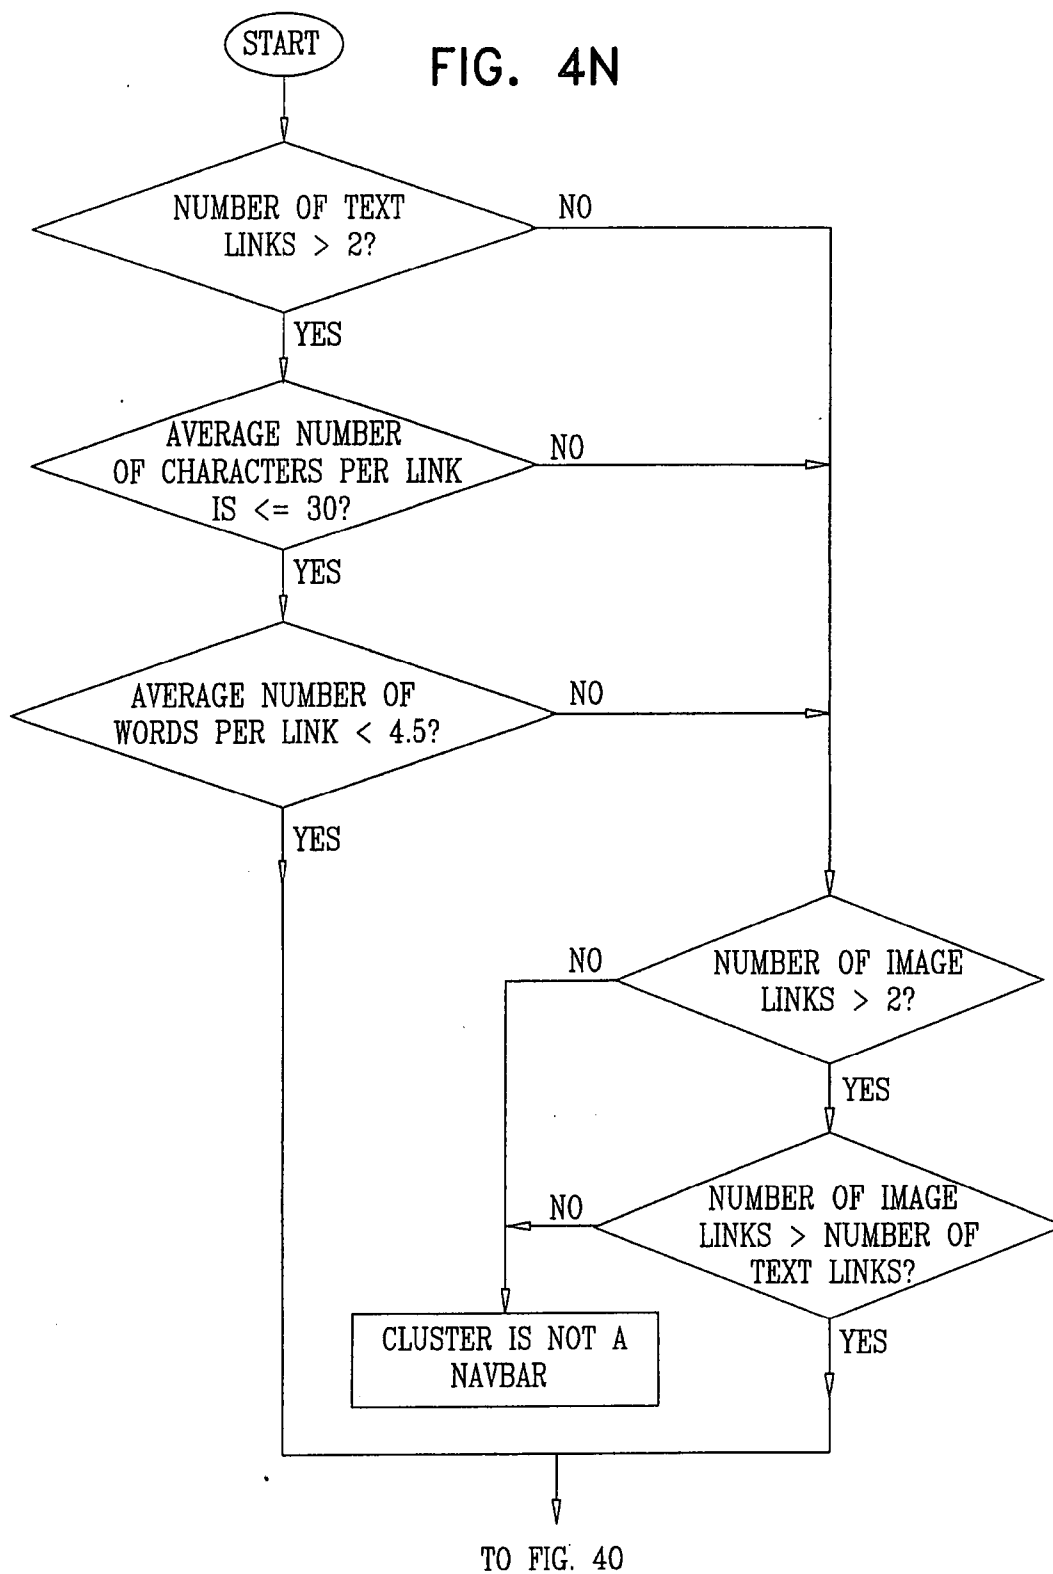 START
FIG. 4N
NUMBER OF TEXT
LINKS > 2?
NO
YES
AVERAGE NUMBER
OF CHARACTERS PER LINK
IS <= 30?
NO
YES
AVERAGE NUMBER OF
WORDS PER LINK < 4.5?
NO
YES
NUMBER OF IMAGE
LINKS > 2?
NO
YES
NUMBER OF IMAGE
LINKS > NUMBER OF
TEXT LINKS?
NO
YES
CLUSTER IS NOT A
NAVBAR
TO FIG. 4O